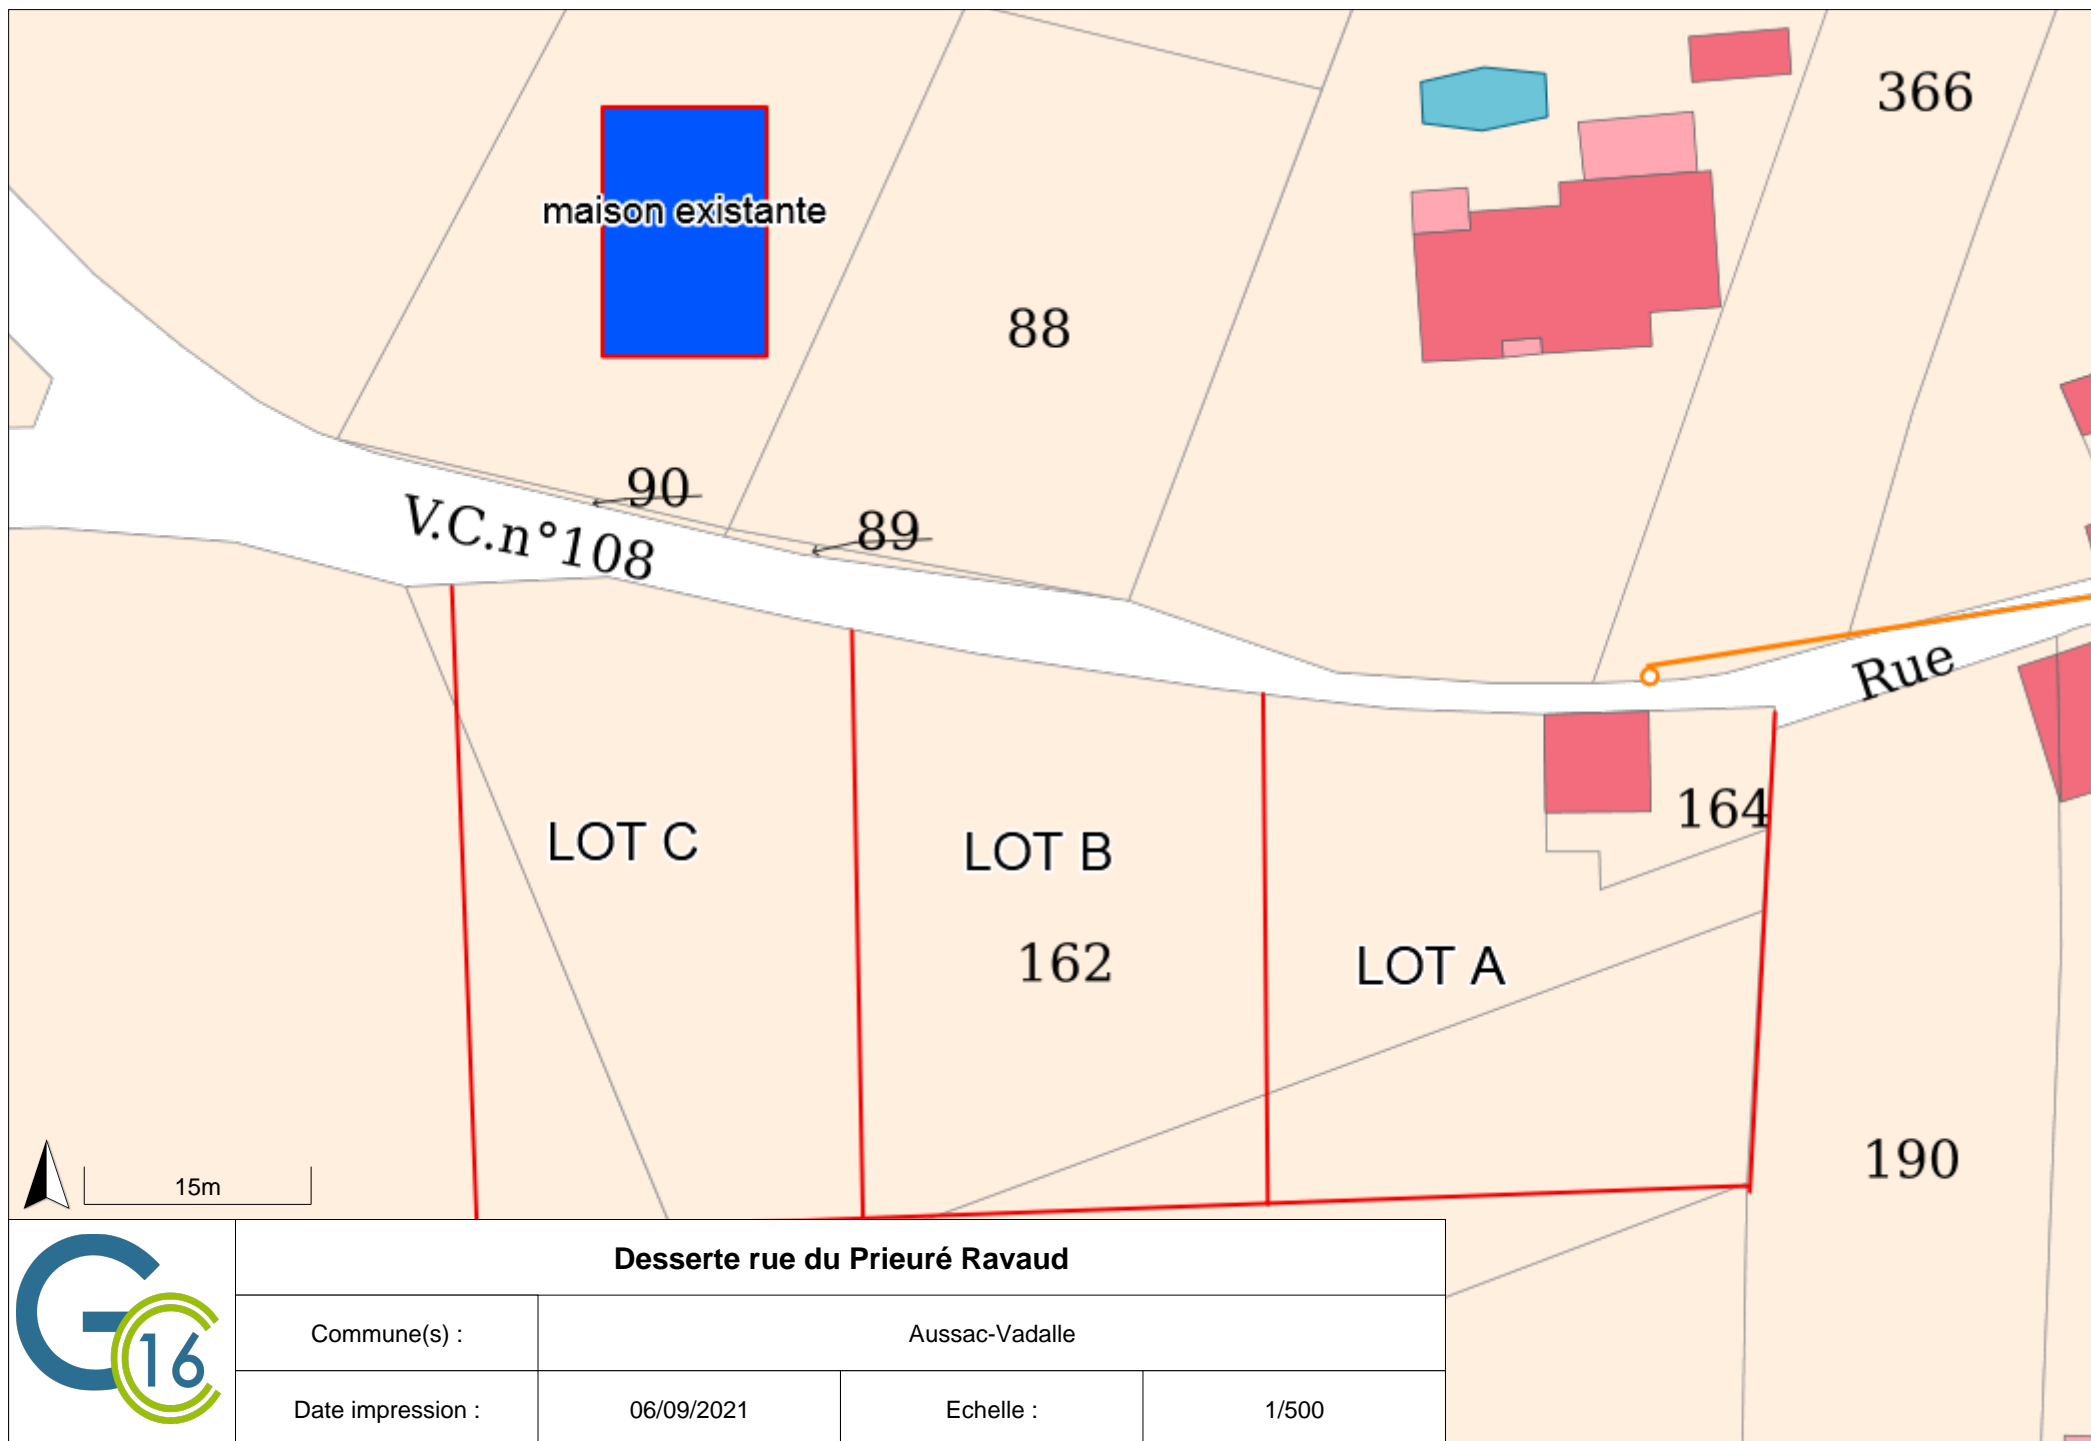 366
maison existante
88
90
89
V.C.n°108
Rue
164
LOT C
LOT B
162
LOT A
190
15m
G
16
Desserte rue du Prieuré Ravaud
Commune(s) :
Aussac-Vadalle
Date impression :
06/09/2021
Echelle :
1/500